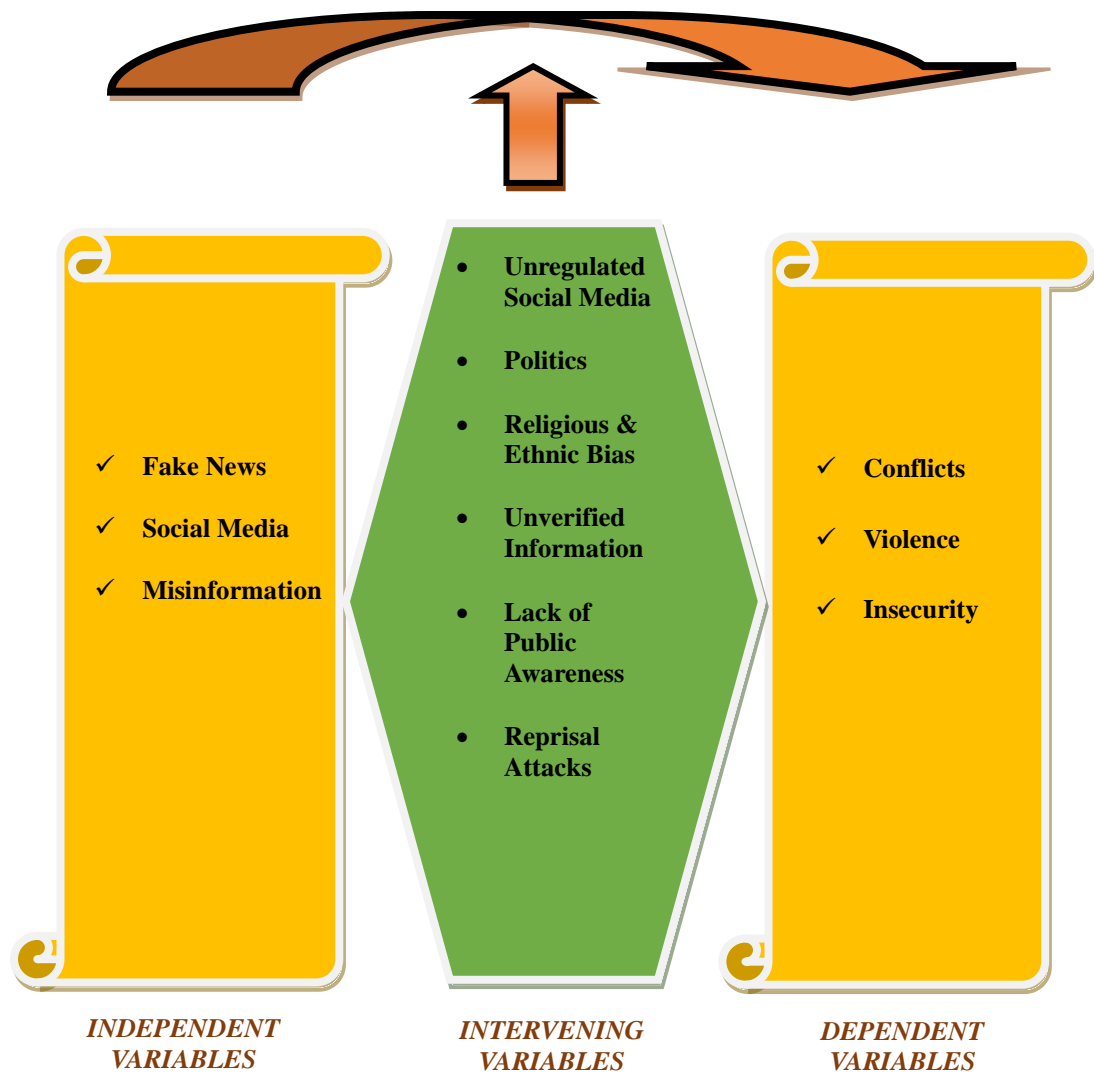 Fake News
Social Media
Misinformation
Unregulated
Social Media
Politics
Religious &
Ethnic Bias
Unverified
Information
Lack of
Public
Awareness
Reprisal
Attacks
Conflicts
Violence
Insecurity
INDEPENDENT
VARIABLES
INTERVENING
VARIABLES
DEPENDENT
VARIABLES